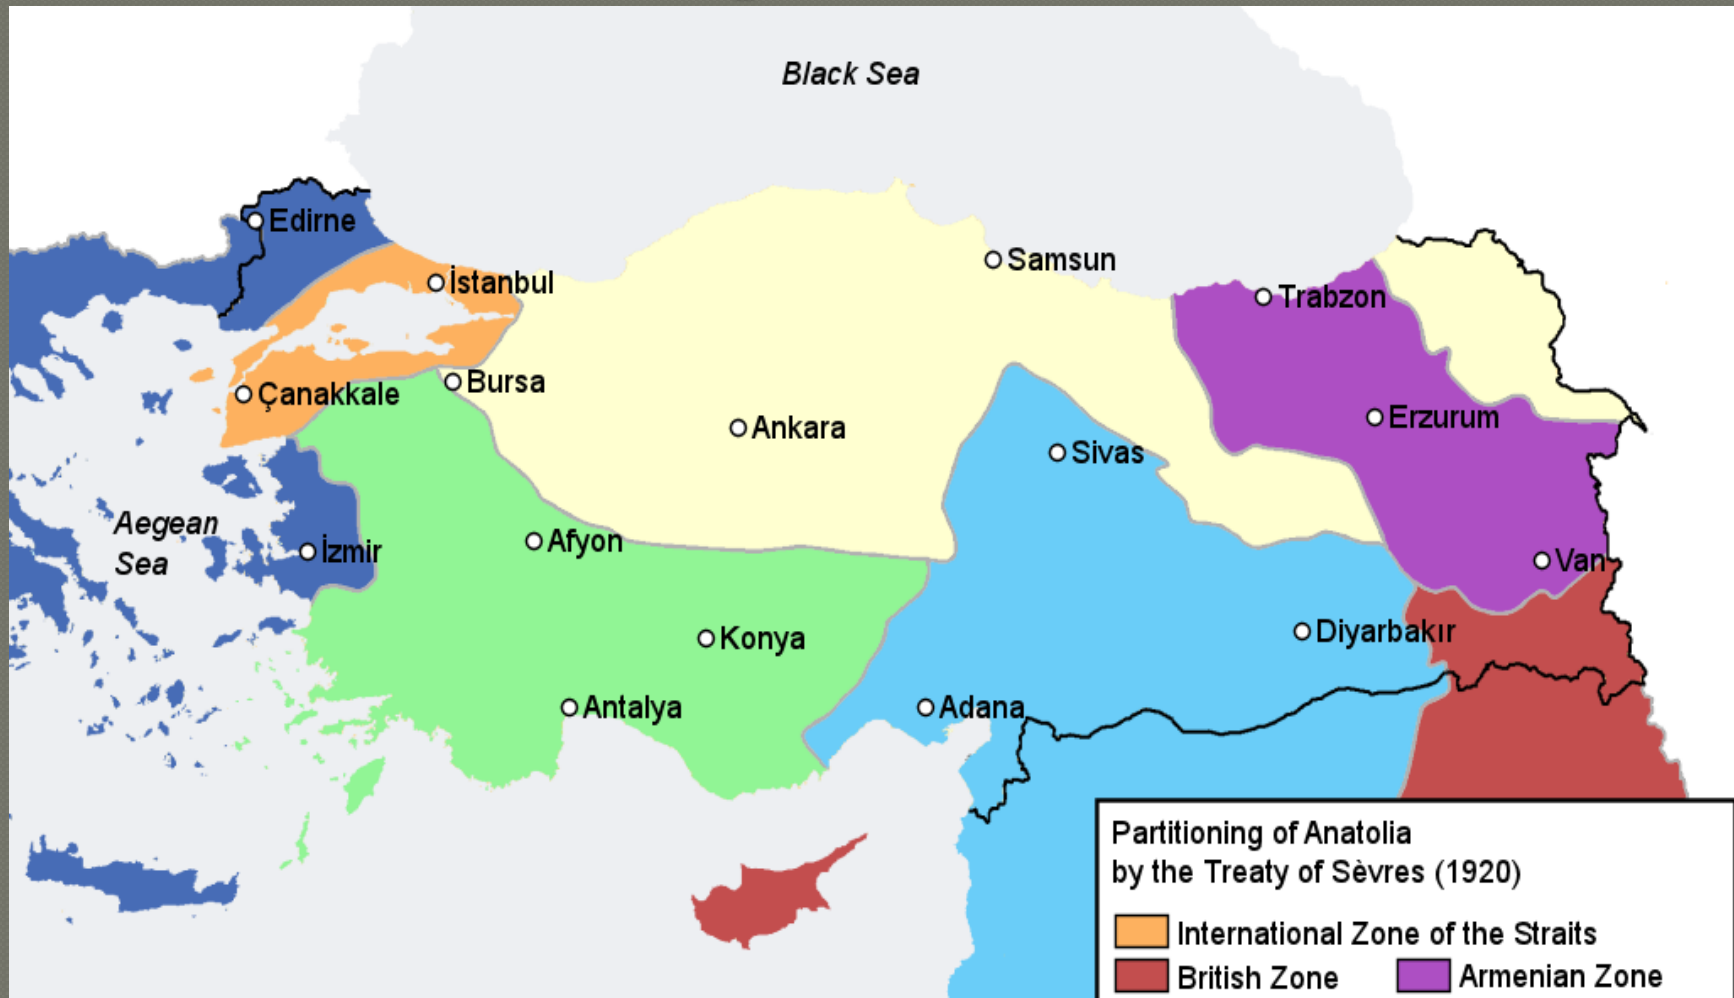 Black Sea
Edirne
İstanbul
Samsun
Trabzon
Çanakkale
Bursa
Ankara
Erzurum
Sivas
Aegean
Sea
İzmir
Afyon
Van
Konya
Diyarbakır
Antalya
Adana
Partitioning of Anatolia
by the Treaty of Sèvres (1920)
International Zone of the Straits
British Zone
Armenian Zone